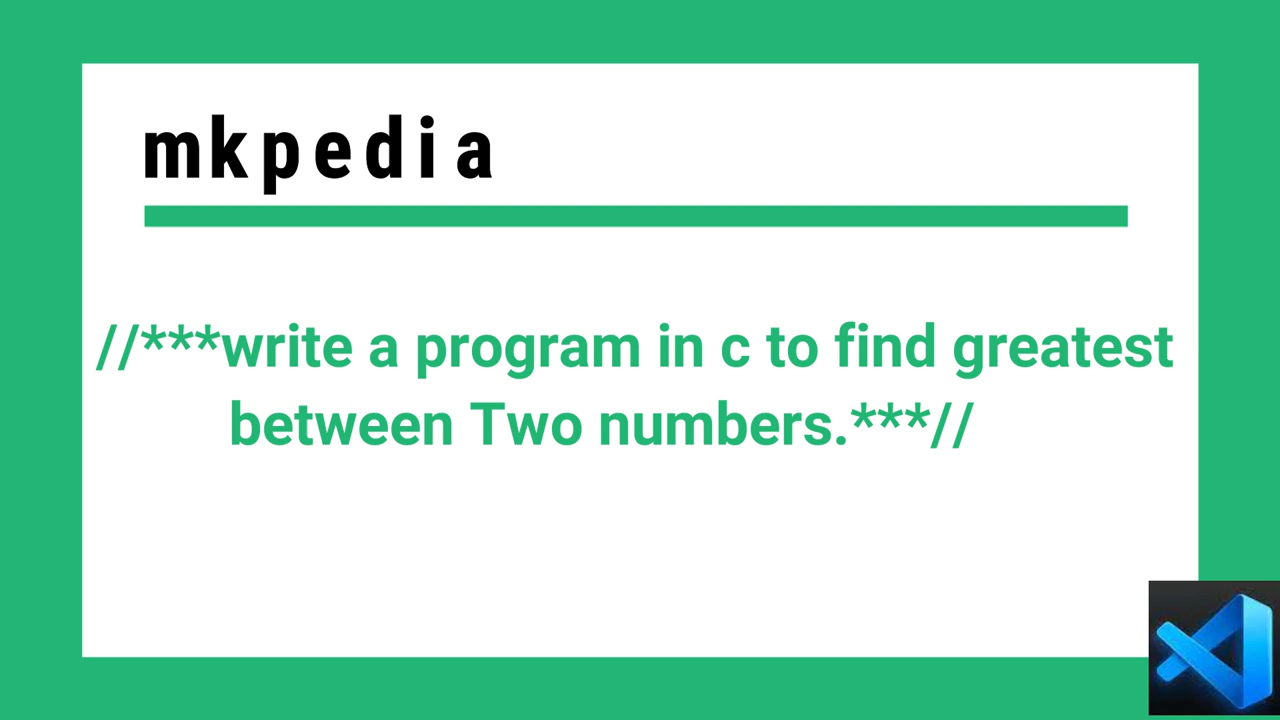 mkpedia
//***write a program in c to find greatest
between Two numbers.***//